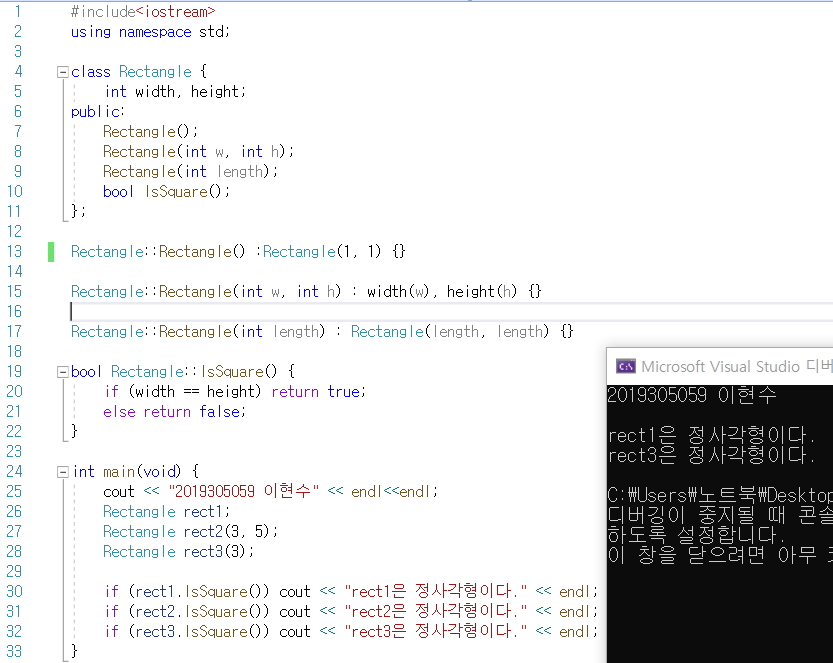 1 #include<iostream>
2 using namespace std;
3
4 class Rectangle {
5 int width, height;
6 public:
7 Rectangle();
8 Rectangle(int w, int h);
9 Rectangle(int length);
10 bool IsSquare();
11 };
12
13 Rectangle::Rectangle() :Rectangle(1, 1) {}
14
15 Rectangle::Rectangle(int w, int h) : width(w), height(h) {}
16
17 Rectangle::Rectangle(int length) : Rectangle(length, length) {}
18
19 bool Rectangle::IsSquare() {
20 if (width == height) return true;
21 else return false;
22 }
23
24 int main(void) {
25 cout << "2019305059 이현수" << endl<<endl;
26 Rectangle rect1;
27 Rectangle rect2(3, 5);
28 Rectangle rect3(3);
29
30 if (rect1.IsSquare()) cout << "rect1은 정사각형이다." << endl;
31 if (rect2.IsSquare()) cout << "rect2은 정사각형이다." << endl;
32 if (rect3.IsSquare()) cout << "rect3은 정사각형이다." << endl;
33 }
Microsoft Visual Studio 디버
2019305059 이현수
rect1은 정사각형이다.
rect3은 정사각형이다.
C:\Users\노트북\Desktop
디버깅이 중지될 때 콘솔
하도록 설정합니다.
이 창을 닫으려면 아무